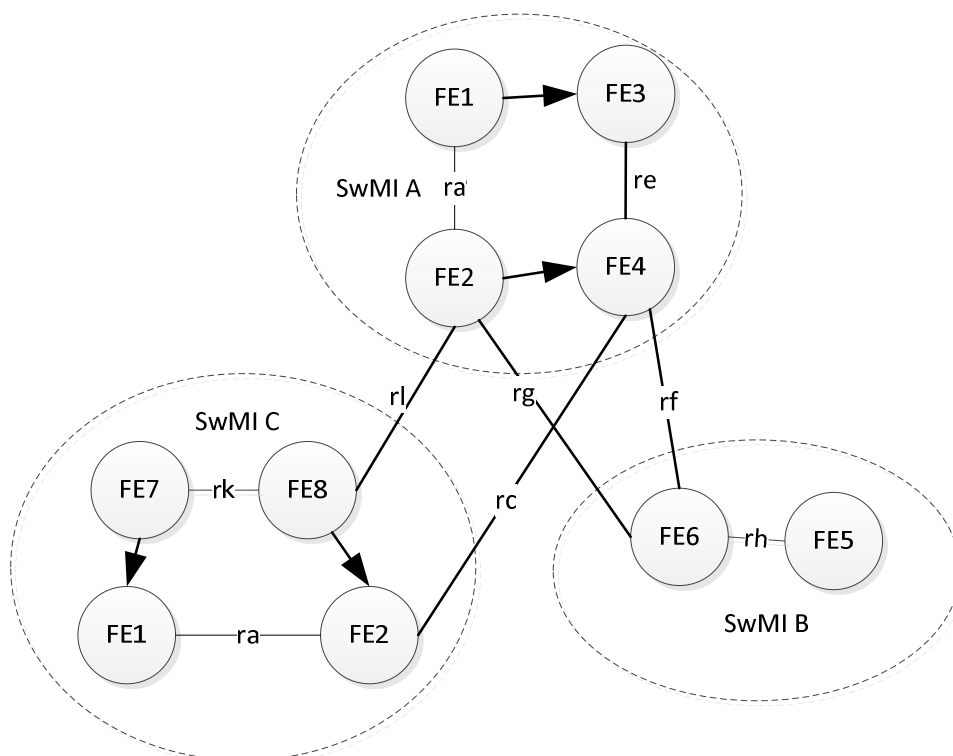 FE1
FE3
SwMI A
ra
re
FE2
FE4
rl
rg
rf
SwMI C
FE7
rk
FE8
rc
FE6
rh
FE5
FE1
ra
FE2
SwMI B